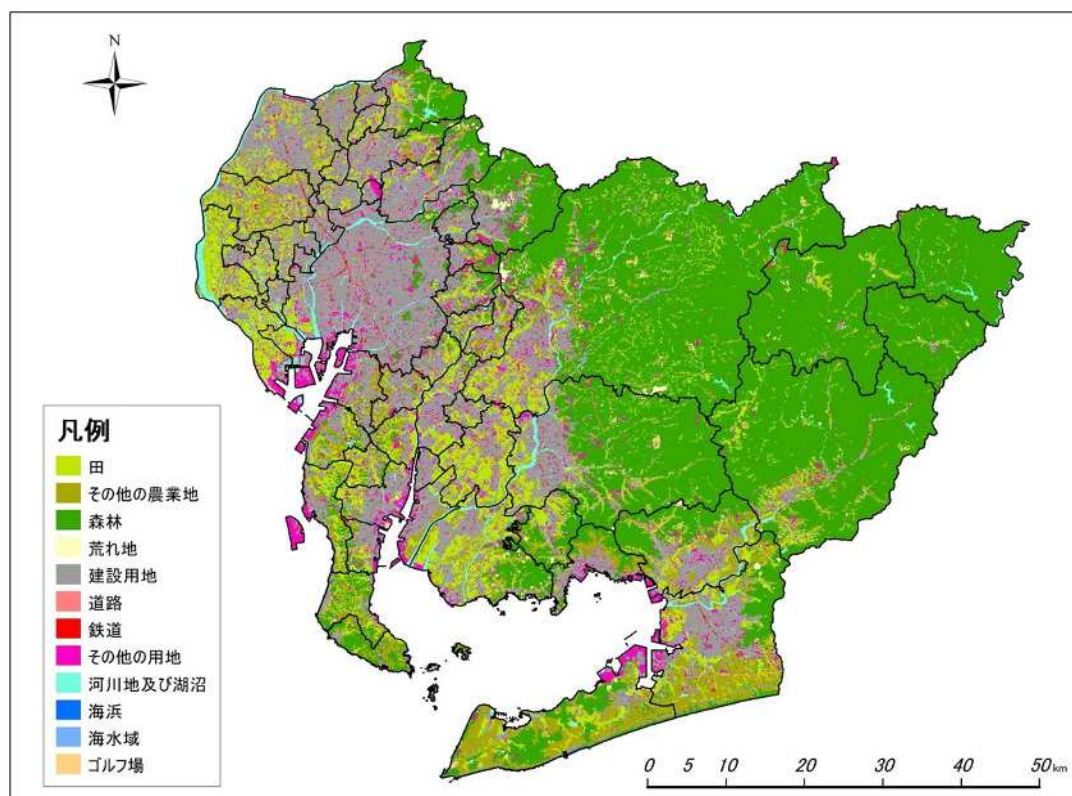 N
凡例
田
その他の農業地
森林
荒れ地
建設用地
道路
鉄道
その他の用地
河川地及び湖沼
海浜
海水域
ゴルフ場
0 5 10 20 30 40 50 km